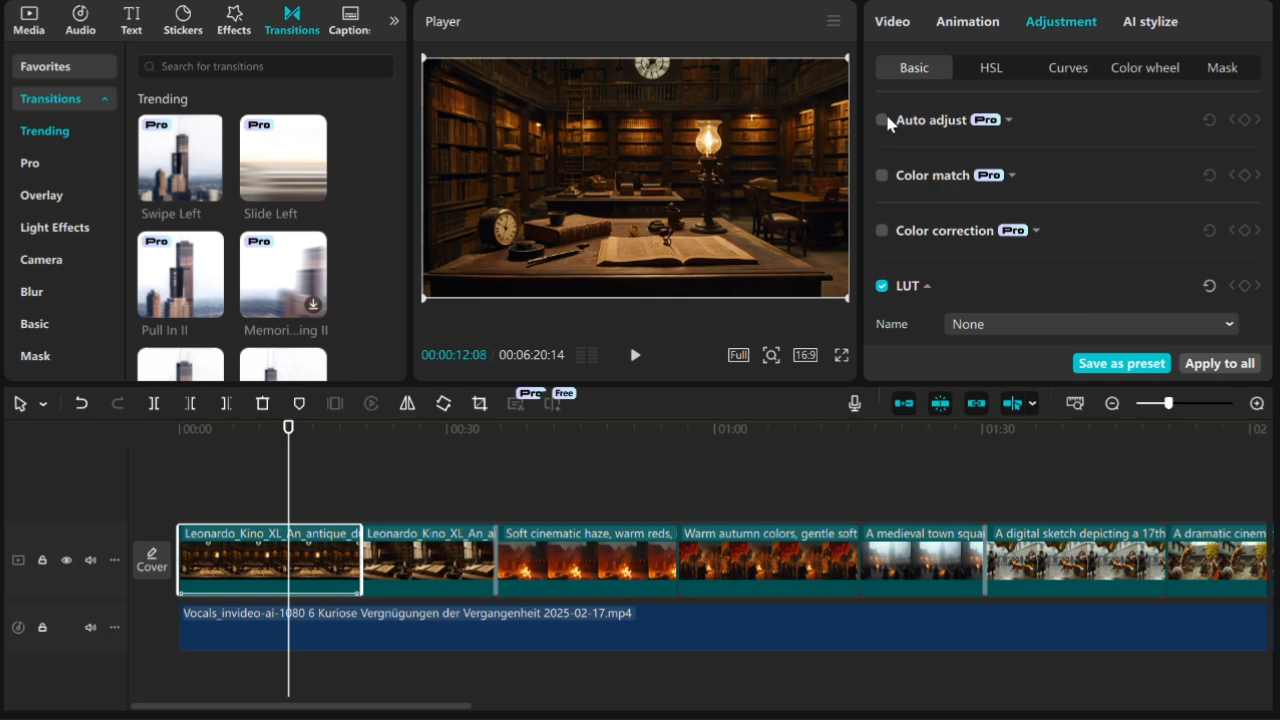 Media
Audio
Text
Stickers
Effects
Transitions
Caption
Favorites
Transitions
Trending
Pro
Overlay
Light Effects
Camera
Blur
Basic
Mask
Search for transitions
Trending
Pro
Pro
Swipe Left
Slide Left
Pro
Pro
Pull In II
Memori...ing II
Player
00:00:12:08 / 00:06:20:14
Full
16:9
Video
Animation
Adjustment
AI stylize
Basic
HSL
Curves
Color wheel
Mask
Auto adjust Pro
Color match Pro
Color correction Pro
LUT
Name
None
Save as preset
Apply to all
Pro
Free
00:00
00:30
01:00
01:30
02
Cover
Leonardo_Kino_XL_An_antique_d
Leonardo_Kino_XL_An_a
Soft cinematic haze, warm reds,
Warm autumn colors, gentle soft
A medieval town squa
A digital sketch depicting a 17th
A dramatic cinem
Vocals_invideo-ai-1080 6 Kuriose Vergnügungen der Vergangenheit 2025-02-17.mp4